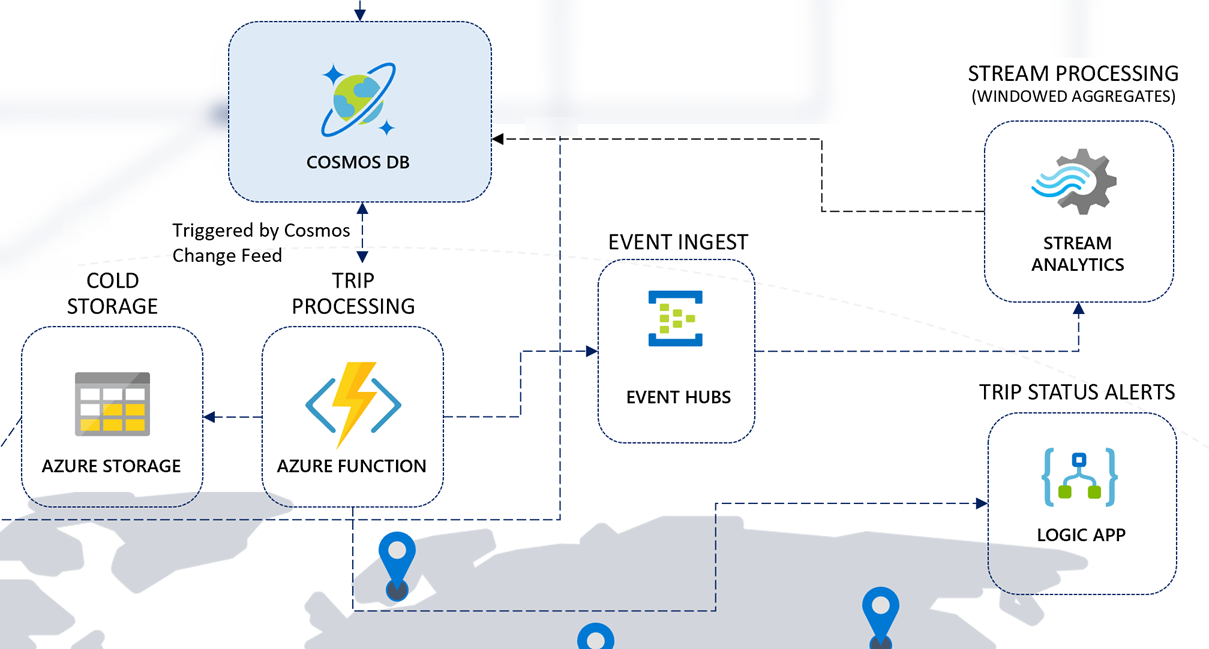 STREAM PROCESSING
(WINDOWED AGGREGATES)
COSMOS DB
STREAM
ANALYTICS
Triggered by Cosmos
Change Feed
EVENT INGEST
COLD
STORAGE
TRIP
PROCESSING
EVENT HUBS
TRIP STATUS ALERTS
AZURE STORAGE
AZURE FUNCTION
LOGIC APP